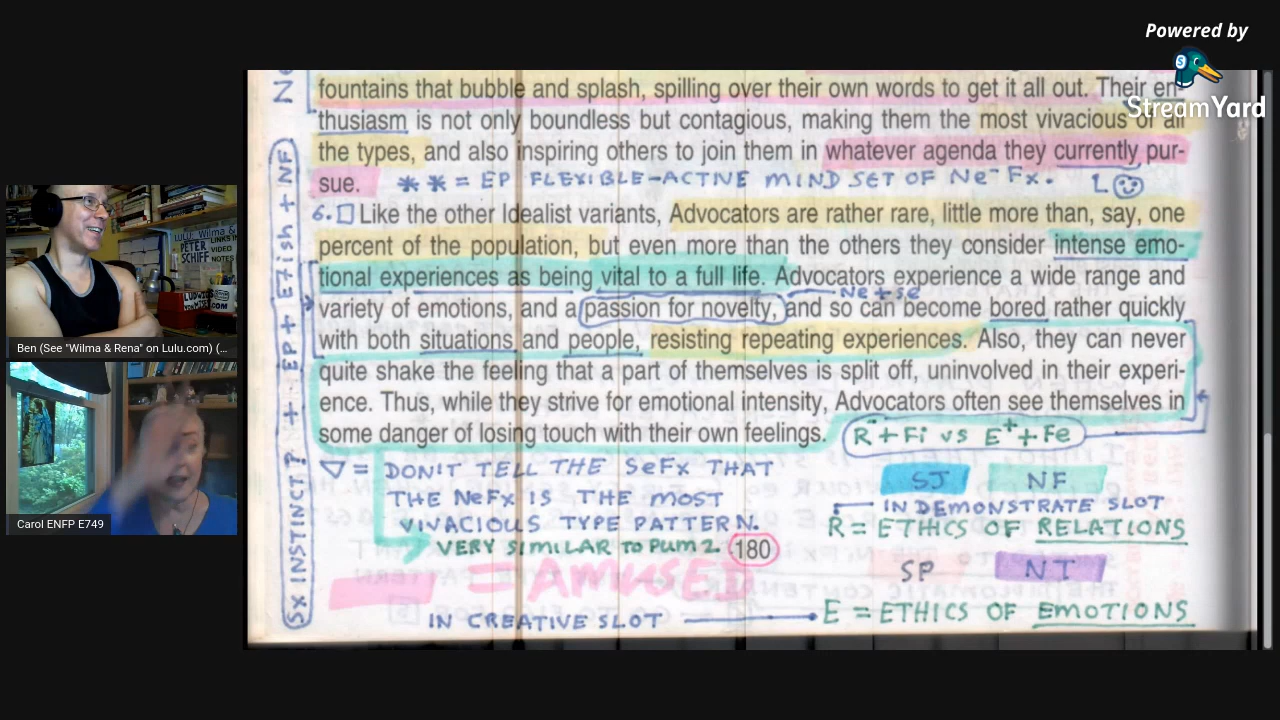 Powered by
StreamYard
fountains that bubble and splash, spilling over their own words to get it all out. Their en-
thusiasm is not only boundless but contagious, making them the most vivacious of all
the types, and also inspiring others to join them in whatever agenda they currently pur-
sue. ** = EP FLEXIBLE-ACTIVE MIND SET OF Ne-Fx. L
6. Like the other Idealist variants, Advocators are rather rare, little more than, say, one
percent of the population, but even more than the others they consider intense emo-
tional experiences as being vital to a full life. Advocators experience a wide range and
Ne + se
variety of emotions, and a passion for novelty, and so can become bored rather quickly
with both situations and people, resisting repeating experiences. Also, they can never
quite shake the feeling that a part of themselves is split off, uninvolved in their experi-
ence. Thus, while they strive for emotional intensity, Advocators often see themselves in
some danger of losing touch with their own feelings. R-+Fi vs E++Fe
▽ = DON'T TELL THE SeFx THAT
THE NeFx IS THE MOST
VIVACIOUS TYPE PATTERN.
VERY SIMILAR TO PUM 2. 180
= AMUSED
IN CREATIVE SLOT
SJ NF
IN DEMONSTRATE SLOT
R = ETHICS OF RELATIONS
SP NT
E = ETHICS OF EMOTIONS
Sx INSTINCT? + EP + E7ish + NF
Ne
PETER
SCHIFF
VIDEO
NOTES
Ben (See "Wilma & Rena" on Lulu.com) (...
Carol ENFP E749